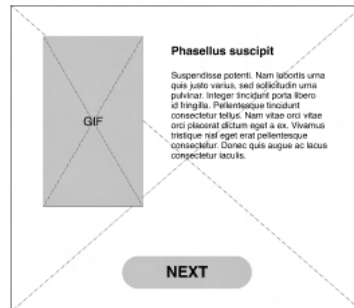 Phasellus suscipit
Suspendisse potenti. Nam lobortis urna
quis justo varius, sed sollicitudin urna
pulvinar. Integer tincidunt porta libero
id fringilla. Pellentesque tincidunt
consectetur tellus. Nam vitae orci vitae
orci placerat dictum eget a ex. Vivamus
tristique nisl eget erat pellentesque
consectetur. Donec quis augue ac lacus
consectetur iaculis.
GIF
NEXT